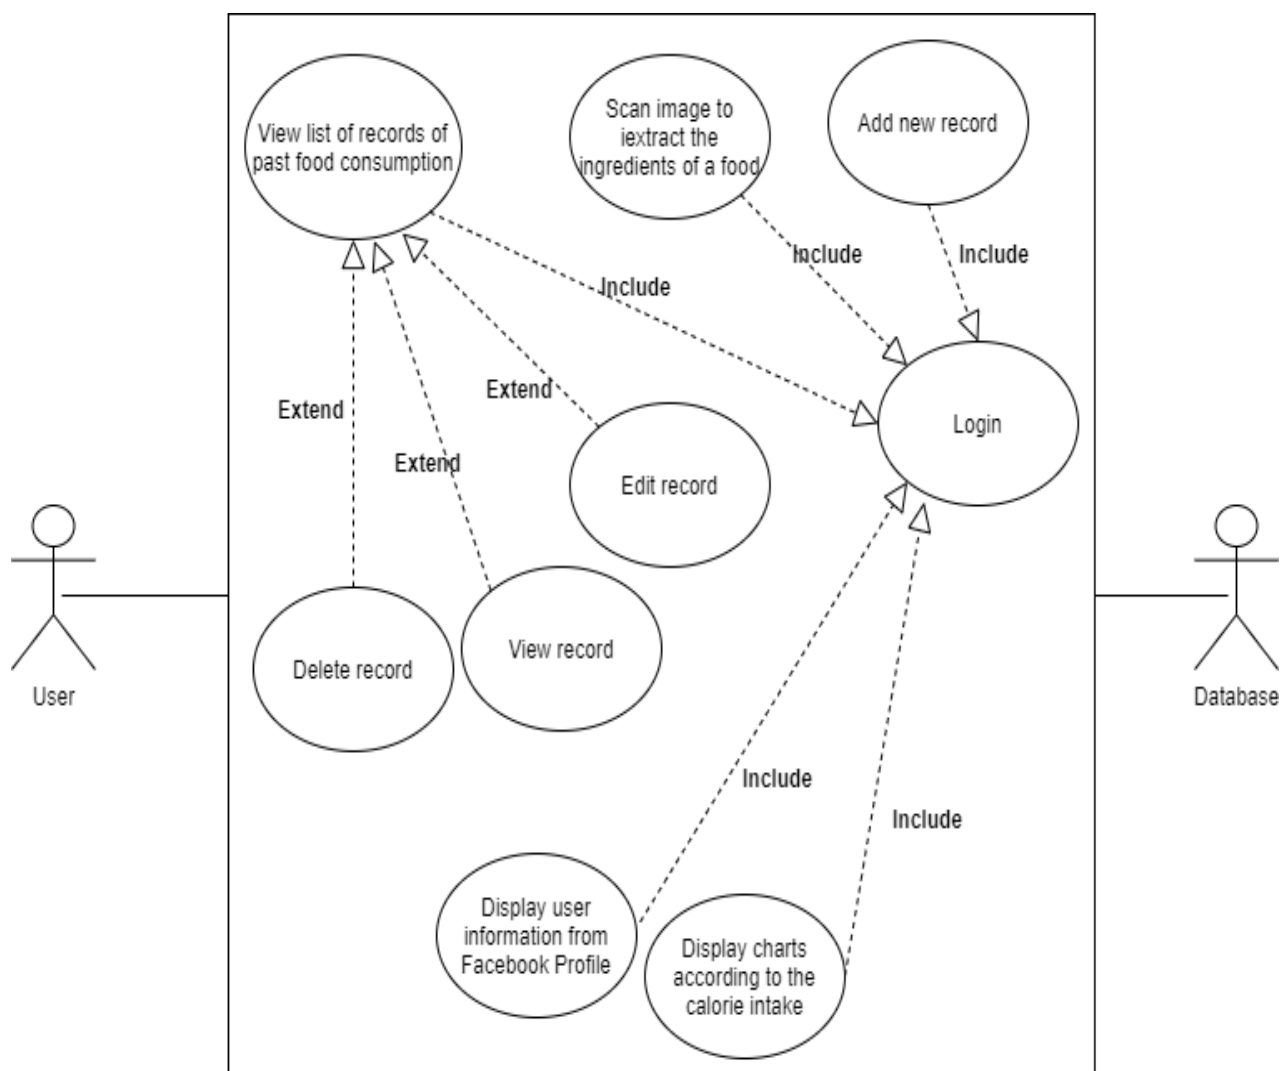 View list of records of
past food consumption
Scan image to
iextract the
ingredients of a food
Add new record
Include
Include
Include
Extend
Extend
Extend
Login
Edit record
Delete record
View record
User
Database
Include
Include
Display user
information from
Facebook Profile
Display charts
according to the
calorie intake